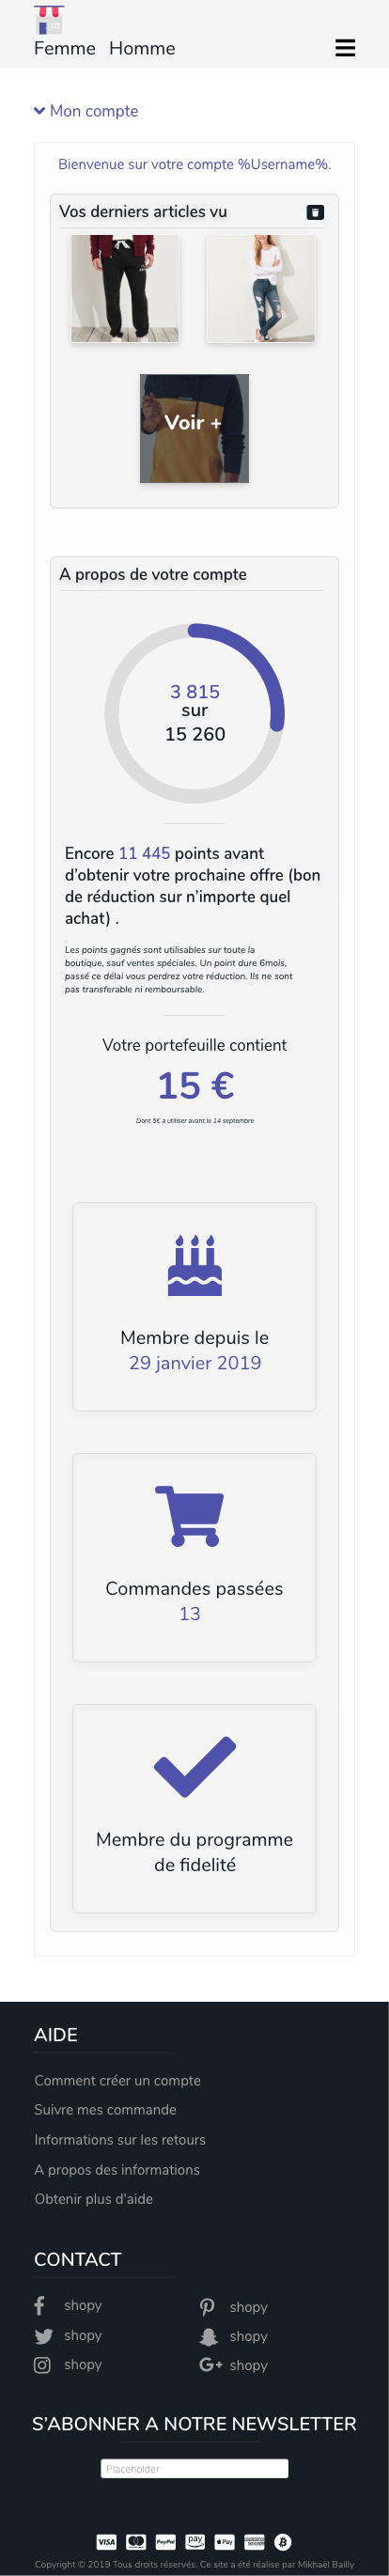 Femme Homme
Mon compte
Bienvenue sur votre compte %Username%.
Vos derniers articles vu
Voir +
A propos de votre compte
3 815
sur
15 260
Encore 11 445 points avant
d’obtenir votre prochaine offre (bon
de réduction sur n’importe quel
achat) .
Les points gagnés sont utilisables sur toute la
boutique, sauf ventes spéciales. Un point dure 6mois,
passé ce délai vous perdrez votre réduction. Ils ne sont
pas transferable ni remboursable.
Votre portefeuille contient
15 €
Dont 5€ a utiliser avant le 14 septembre
Membre depuis le
29 janvier 2019
Commandes passées
13
Membre du programme
de fidelité
AIDE
Comment créer un compte
Suivre mes commande
Informations sur les retours
A propos des informations
Obtenir plus d'aide
CONTACT
shopy
shopy
shopy
shopy
shopy
shopy
S’ABONNER A NOTRE NEWSLETTER
Placeholder
VISA PayPal pay Pay
Copyright © 2019 Tous droits réservés. Ce site a été réalise par Mikhaël Bailly